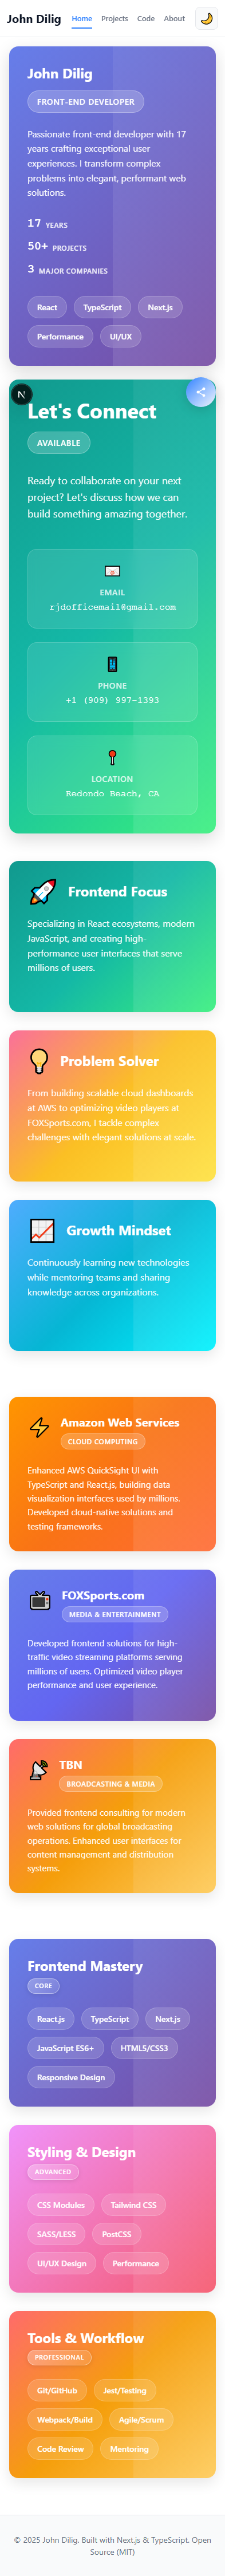 John Dilig
Home Projects Code About
John Dilig
FRONT-END DEVELOPER
Passionate front-end developer with 17
years crafting exceptional user
experiences. I transform complex
problems into elegant, performant web
solutions.
17 YEARS
50+ PROJECTS
3 MAJOR COMPANIES
React TypeScript Next.js
Performance UI/UX
N
Let's Connect
AVAILABLE
Ready to collaborate on your next
project? Let's discuss how we can
build something amazing together.
EMAIL
rjdofficemail@gmail.com
PHONE
+1 (909) 997-1393
LOCATION
Redondo Beach, CA
Frontend Focus
Specializing in React ecosystems, modern
JavaScript, and creating high-
performance user interfaces that serve
millions of users.
Problem Solver
From building scalable cloud dashboards
at AWS to optimizing video players at
FOXSports.com, I tackle complex
challenges with elegant solutions at scale.
Growth Mindset
Continuously learning new technologies
while mentoring teams and sharing
knowledge across organizations.
Amazon Web Services
CLOUD COMPUTING
Enhanced AWS QuickSight UI with
TypeScript and React.js, building data
visualization interfaces used by millions.
Developed cloud-native solutions and
testing frameworks.
FOXSports.com
MEDIA & ENTERTAINMENT
Developed frontend solutions for high-
traffic video streaming platforms serving
millions of users. Optimized video player
performance and user experience.
TBN
BROADCASTING & MEDIA
Provided frontend consulting for modern
web solutions for global broadcasting
operations. Enhanced user interfaces for
content management and distribution
systems.
Frontend Mastery
CORE
React.js TypeScript Next.js
JavaScript ES6+ HTML5/CSS3
Responsive Design
Styling & Design
ADVANCED
CSS Modules Tailwind CSS
SASS/LESS PostCSS
UI/UX Design Performance
Tools & Workflow
PROFESSIONAL
Git/GitHub Jest/Testing
Webpack/Build Agile/Scrum
Code Review Mentoring
© 2025 John Dilig. Built with Next.js & TypeScript. Open
Source (MIT)